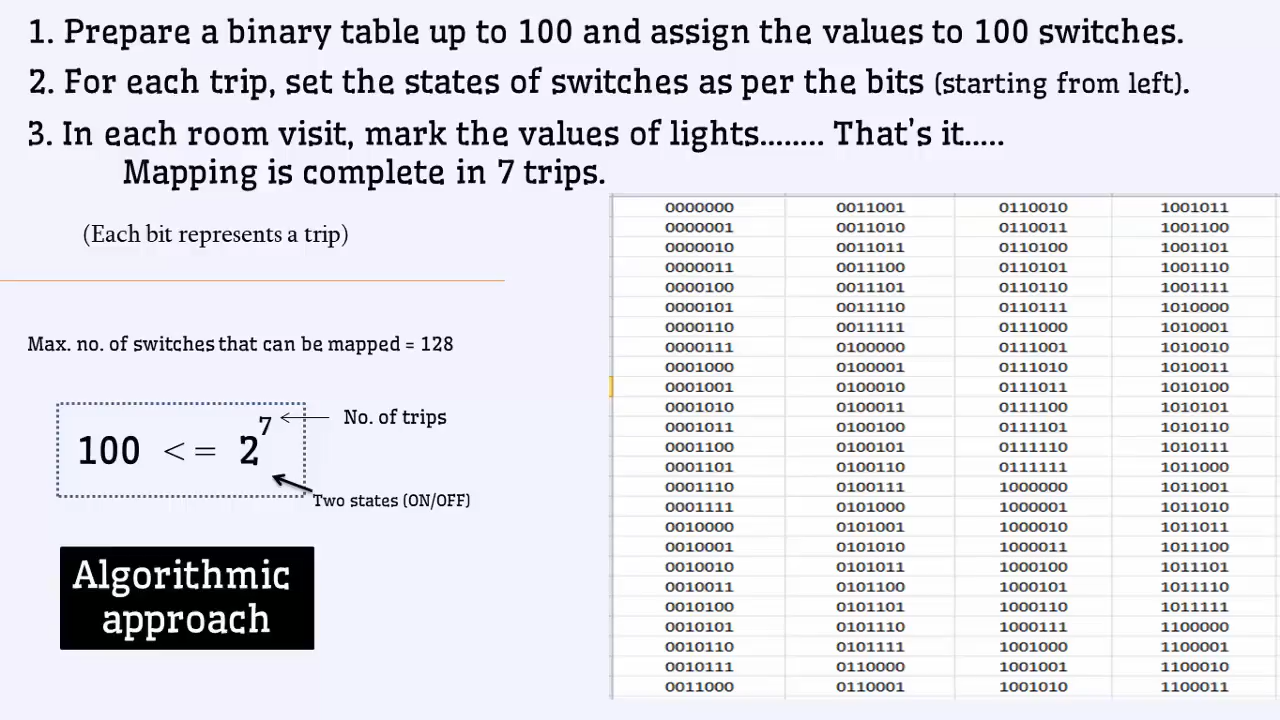 1. Prepare a binary table up to 100 and assign the values to 100 switches.
2. For each trip, set the states of switches as per the bits (starting from left).
3. In each room visit, mark the values of lights........ That's it.....
Mapping is complete in 7 trips.
(Each bit represents a trip)
Max. no. of switches that can be mapped = 128
100 <= 2^7
No. of trips
Two states (ON/OFF)
Algorithmic
approach
0000000 0011001 0110010 1001011
0000001 0011010 0110011 1001100
0000010 0011011 0110100 1001101
0000011 0011100 0110101 1001110
0000100 0011101 0110110 1001111
0000101 0011110 0110111 1010000
0000110 0011111 0111000 1010001
0000111 0100000 0111001 1010010
0001000 0100001 0111010 1010011
0001001 0100010 0111011 1010100
0001010 0100011 0111100 1010101
0001011 0100100 0111101 1010110
0001100 0100101 0111110 1010111
0001101 0100110 0111111 1011000
0001110 0100111 1000000 1011001
0001111 0101000 1000001 1011010
0010000 0101001 1000010 1011011
0010001 0101010 1000011 1011100
0010010 0101011 1000100 1011101
0010011 0101100 1000101 1011110
0010100 0101101 1000110 1011111
0010101 0101110 1000111 1100000
0010110 0101111 1001000 1100001
0010111 0110000 1001001 1100010
0011000 0110001 1001010 1100011